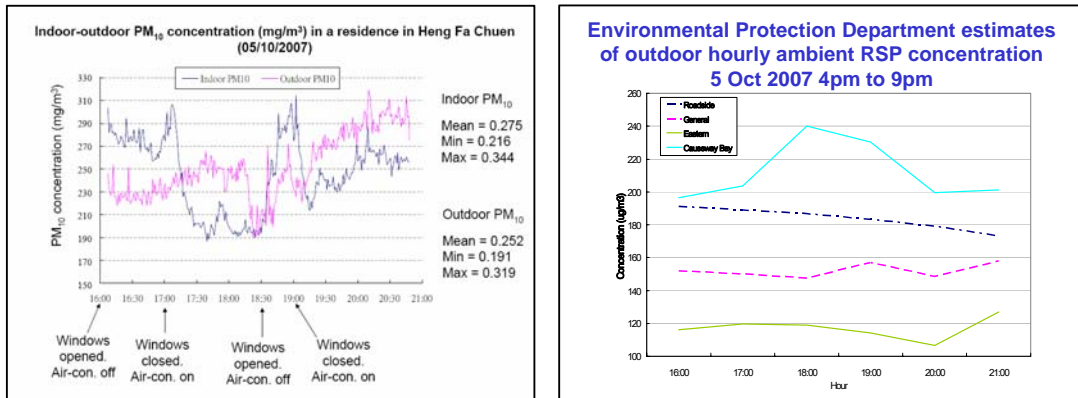 Indoor-outdoor PM10 concentration (mg/m³) in a residence in Heng Fa Chuen
(05/10/2007)
Indoor PM10
Outdoor PM10
PM10 concentration (mg/m³)
330
310
290
270
250
230
210
190
170
150
16:00
16:30
17:00
17:30
18:00
18:30
19:00
19:30
20:00
20:30
21:00
Indoor PM10
Mean = 0.275
Min = 0.216
Max = 0.344
Outdoor PM10
Mean = 0.252
Min = 0.191
Max = 0.319
Windows
opened.
Air-con. off
Windows
closed.
Air-con. on
Windows
opened.
Air-con. off
Windows
closed.
Air-con. on
Environmental Protection Department estimates
of outdoor hourly ambient RSP concentration
5 Oct 2007 4pm to 9pm
Roadside
General
Eastern
Causeway Bay
Concentration (ug/m3)
260
240
220
200
180
160
140
120
100
16:00
17:00
18:00
19:00
20:00
21:00
Hour